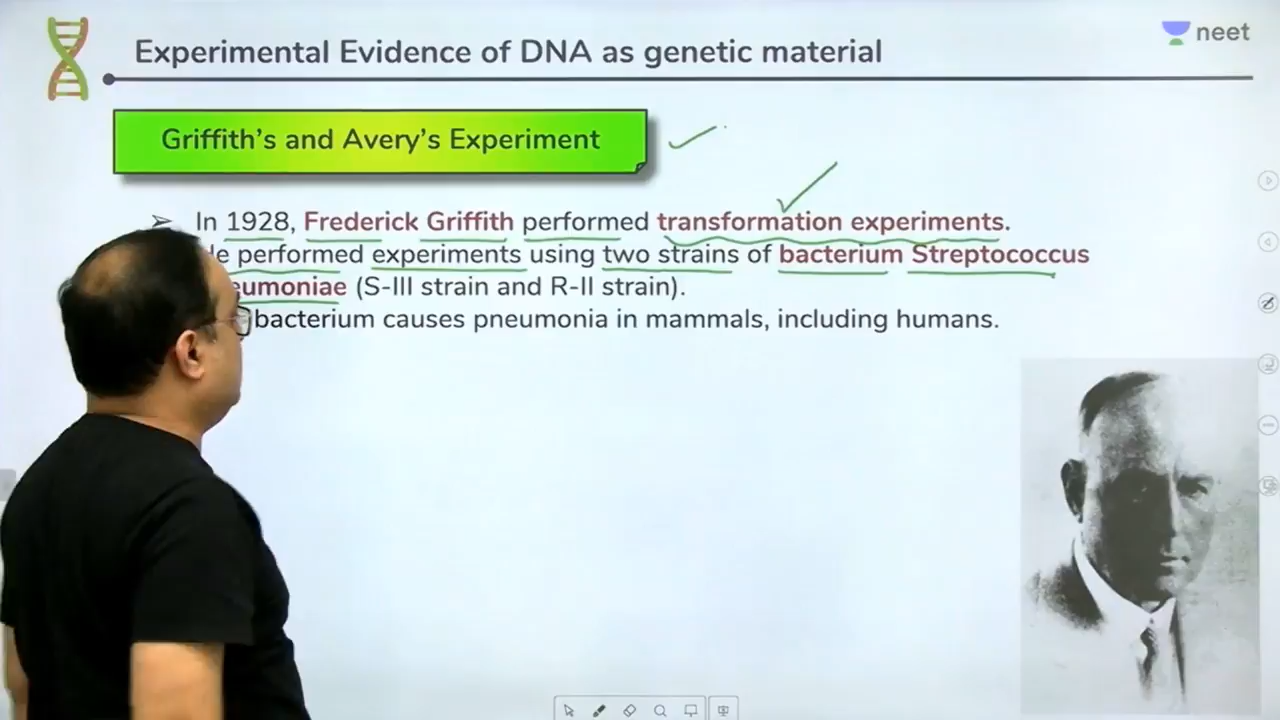 Experimental Evidence of DNA as genetic material
neet
Griffith's and Avery's Experiment
➢ In 1928, Frederick Griffith performed transformation experiments.
e performed experiments using two strains of bacterium Streptococcus
eumoniae (S-III strain and R-II strain).
bacterium causes pneumonia in mammals, including humans.